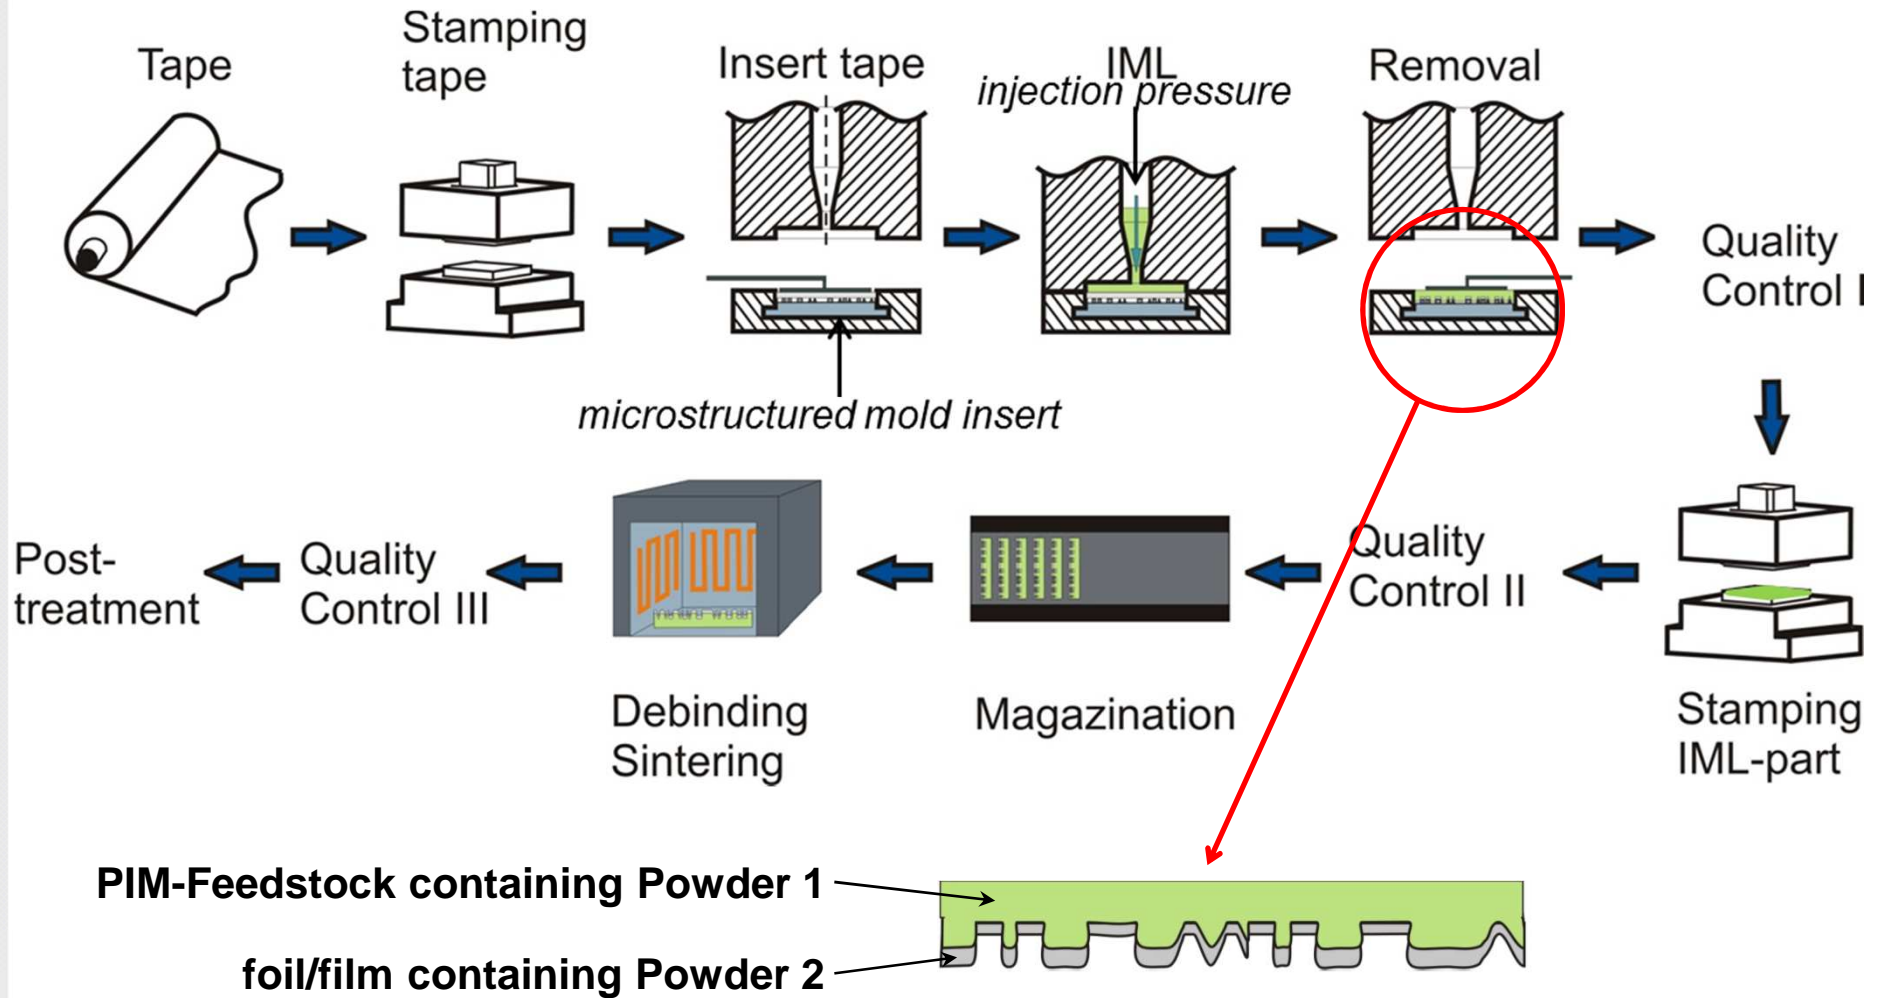 Tape
Stamping
tape
Insert tape
IML
injection pressure
Removal
Quality
Control I
microstructured mold insert
Post-
treatment
Quality
Control III
Debinding
Sintering
Magazination
Quality
Control II
Stamping
IML-part
PIM-Feedstock containing Powder 1
foil/film containing Powder 2